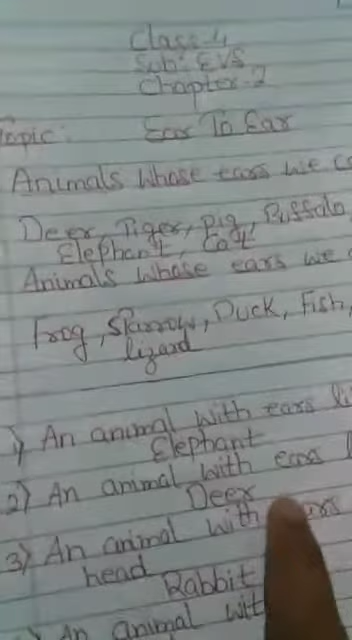 Class-4
Sub: EVS
Chapter-2
Topic: Ear To Ear
Animals whose ears we
Deer, Tiger, pig, Buffalo
Elephant, Cat
Animals whose ears we
Frog, Sparrow, Duck, Fish,
lizard
1) An animal with ears
Elephant
2) An animal with ears
Deer
3) An animal with ears
head
Rabbit
An animal